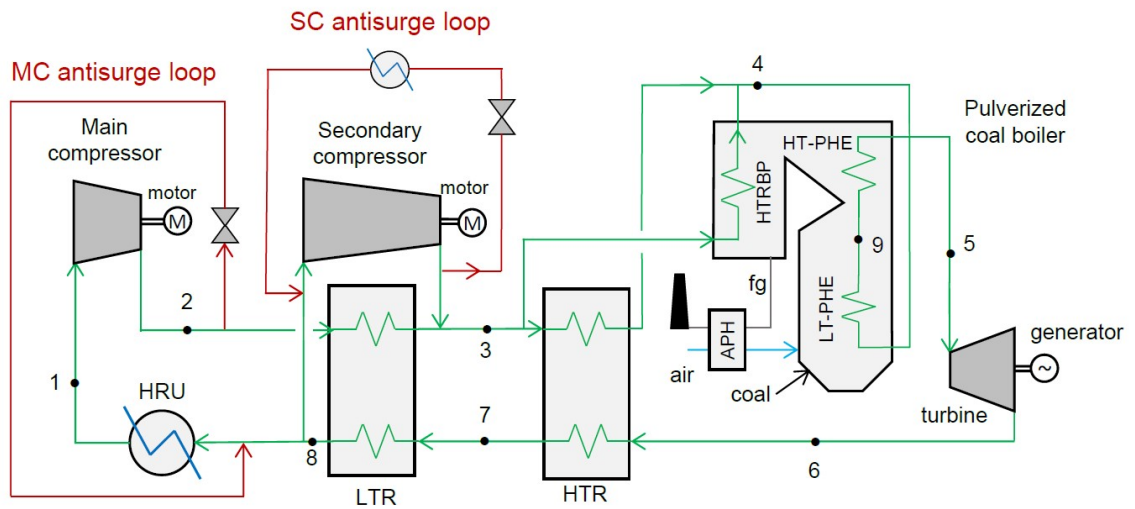 SC antisurge loop
MC antisurge loop
Main
compressor
motor
M
Secondary
compressor
motor
M
4
Pulverized
coal boiler
HT-PHE
HTRBP
9
5
LT-PHE
fg
2
3
APH
air
coal
generator
~
turbine
1
HRU
8
7
6
LTR
HTR